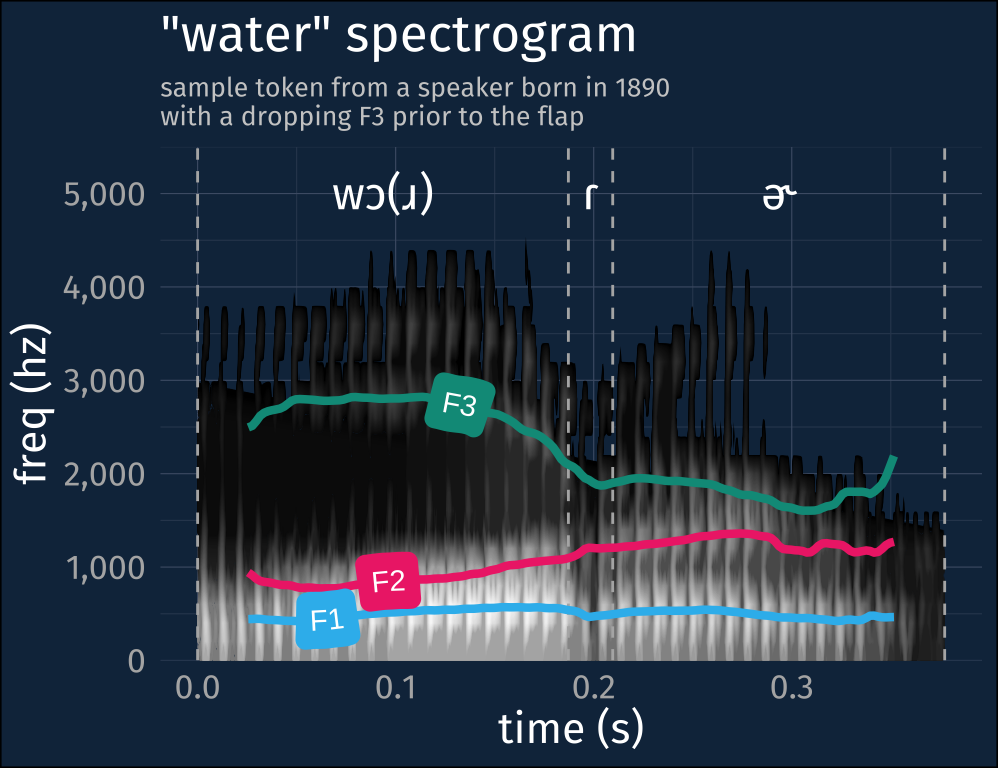 "water" spectrogram
sample token from a speaker born in 1890
with a dropping F3 prior to the flap
wɔ(ɹ) ɾ ɚ
5,000
4,000
3,000
2,000
1,000
0
freq (hz)
F3
F2
F1
0.0 0.1 0.2 0.3
time (s)